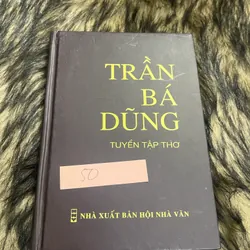 TRẦN
BÁ
DŨNG
TUYỂN TẬP THƠ
50
NHÀ XUẤT BẢN HỘI NHÀ VĂN